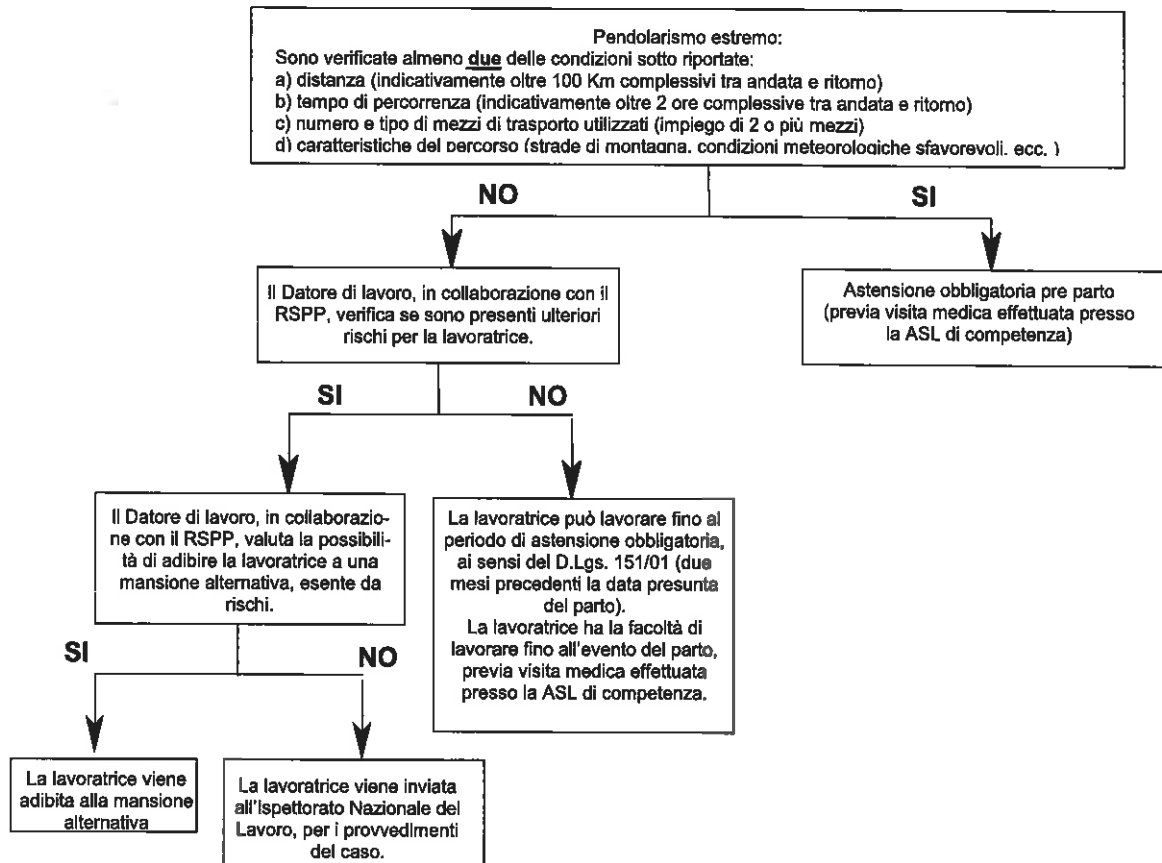 Pendolarismo estremo:
Sono verificate almeno due delle condizioni sotto riportate:
a) distanza (indicativamente oltre 100 Km complessivi tra andata e ritorno)
b) tempo di percorrenza (indicativamente oltre 2 ore complessive tra andata e ritorno)
c) numero e tipo di mezzi di trasporto utilizzati (impiego di 2 o più mezzi)
d) caratteristiche del percorso (strade di montagna, condizioni meteorologiche sfavorevoli, ecc. )
NO
SI
Il Datore di lavoro, in collaborazione con il
RSPP, verifica se sono presenti ulteriori
rischi per la lavoratrice.
Astensione obbligatoria pre parto
(previa visita medica effettuata presso
la ASL di competenza)
SI
NO
Il Datore di lavoro, in collaborazio-
ne con il RSPP, valuta la possibili-
tà di adibire la lavoratrice a una
mansione alternativa, esente da
rischi.
La lavoratrice può lavorare fino al
periodo di astensione obbligatoria,
ai sensi del D.Lgs. 151/01 (due
mesi precedenti la data presunta
del parto).
La lavoratrice ha la facoltà di
lavorare fino all'evento del parto,
previa visita medica effettuata
presso la ASL di competenza.
SI
NO
La lavoratrice viene
adibita alla mansione
alternativa
La lavoratrice viene inviata
all'Ispettorato Nazionale del
Lavoro, per i provvedimenti
del caso.